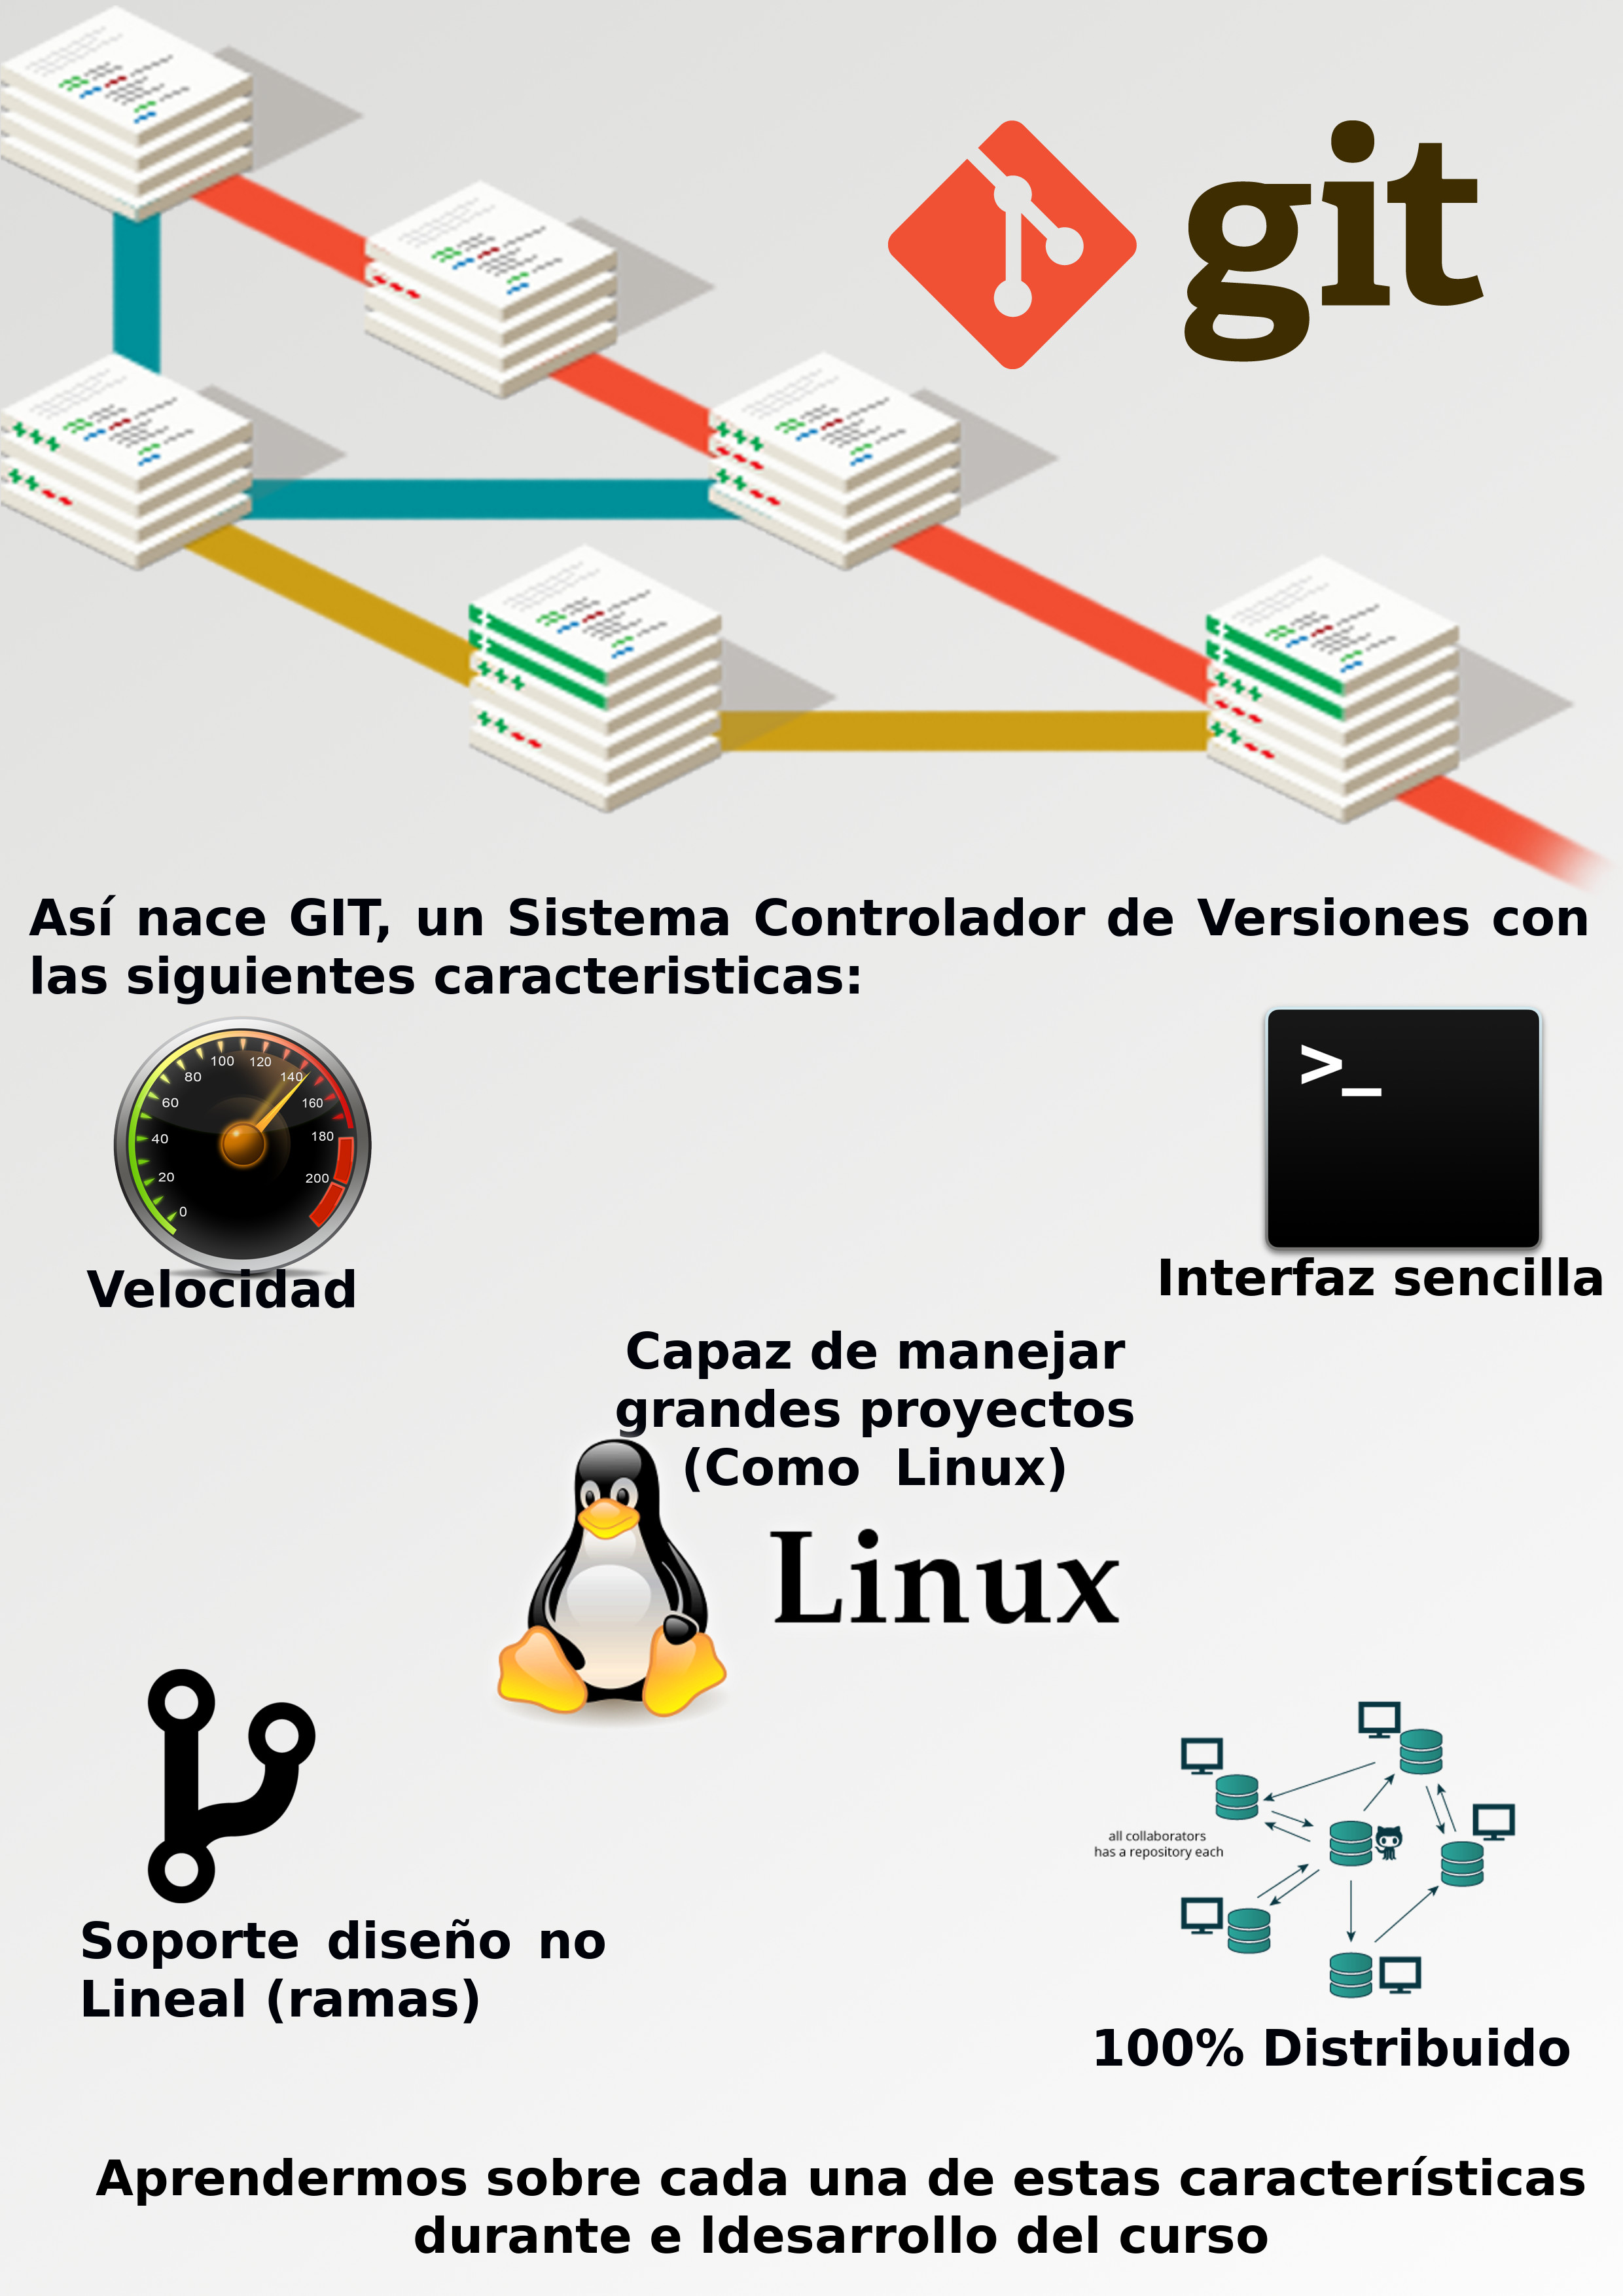 git
Así nace GIT, un Sistema Controlador de Versiones con
las siguientes caracteristicas:
0
20
40
60
80
100
120
140
160
180
200
>_
Velocidad
Interfaz sencilla
Capaz de manejar
grandes proyectos
(Como Linux)
Linux
all collaborators
has a repository each
Soporte diseño no
Lineal (ramas)
100% Distribuido
Aprendermos sobre cada una de estas características
durante e ldesarrollo del curso